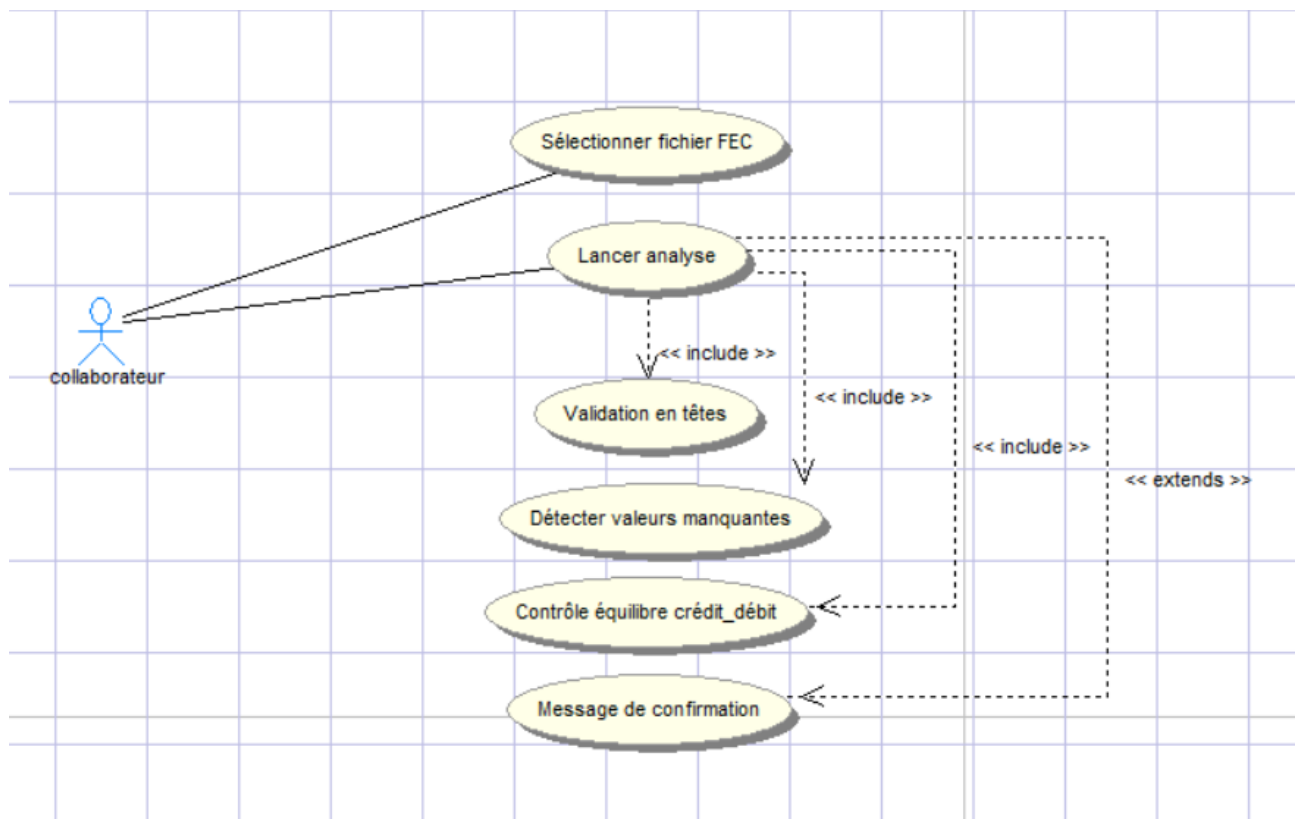 Sélectionner fichier FEC
Lancer analyse
collaborateur
<< include >>
Validation en têtes
<< include >>
<< include >>
<< extends >>
Détecter valeurs manquantes
Contrôle équilibre crédit_débit
Message de confirmation